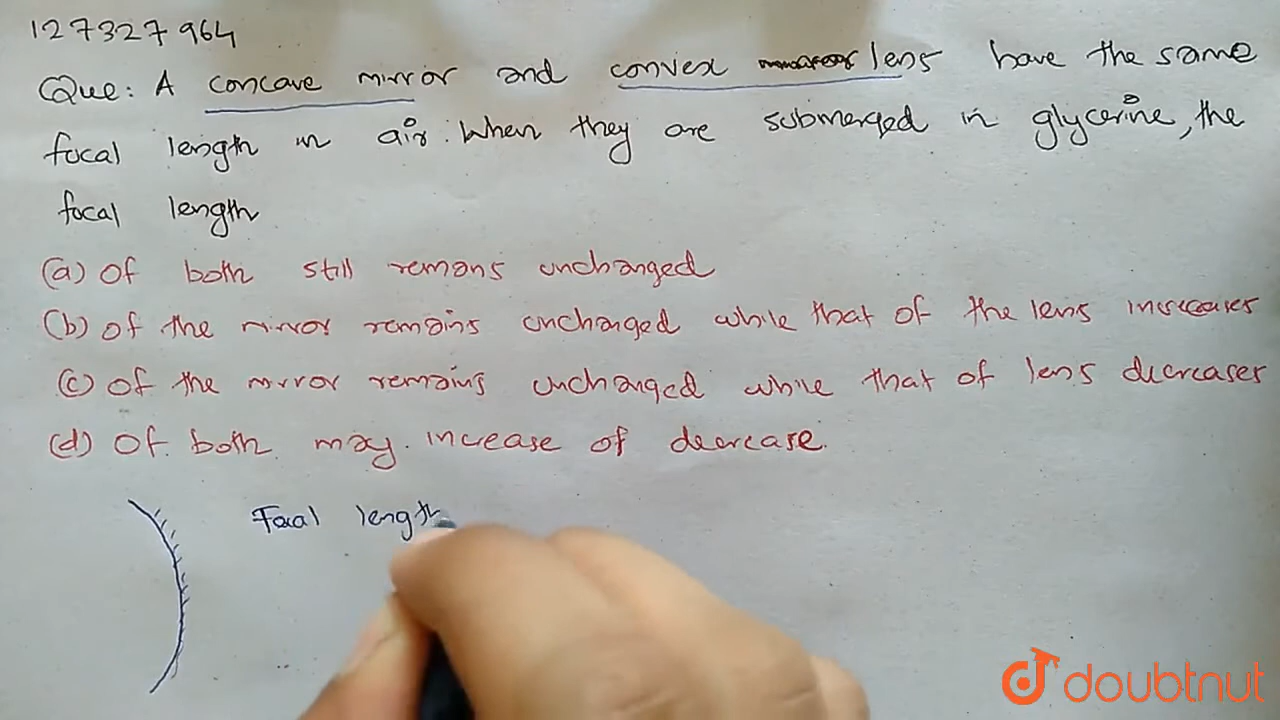 127327964
Que: A concave mirror and convex lens have the same
focal length in air. When they are submerged in glycerine, the
focal length
(a) Of both still remans unchanged
(b) of the mirror remains unchanged while that of the lens increases
(c) Of the mirror remains unchanged while that of lens decreases
(d) Of both may increase of decrease.
Focal length
doubtnut